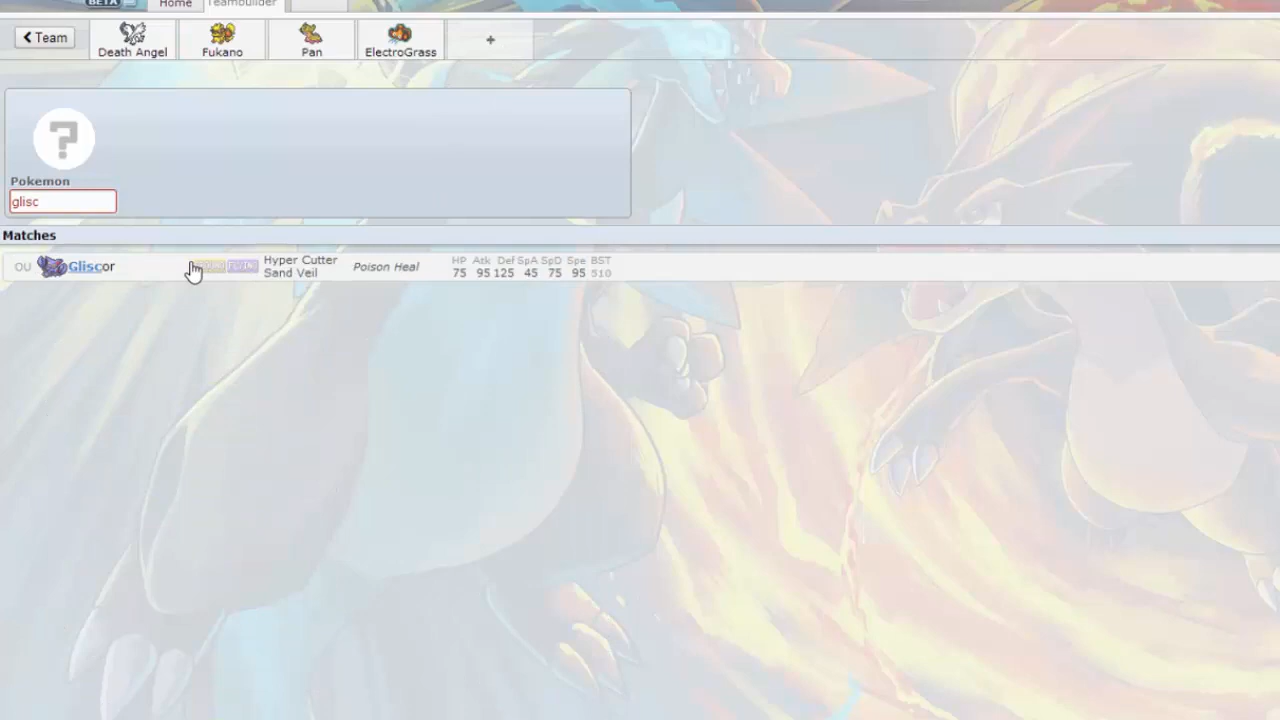 BETA
Home
Teambuilder
Team
Death Angel
Fukano
Pan
ElectroGrass
+
?
Pokemon
glisc
Matches
OU Gliscor FLYING Hyper Cutter Sand Veil Poison Heal HP 75 Atk 95 Def 125 SpA 45 SpD 75 Spe 95 BST 510